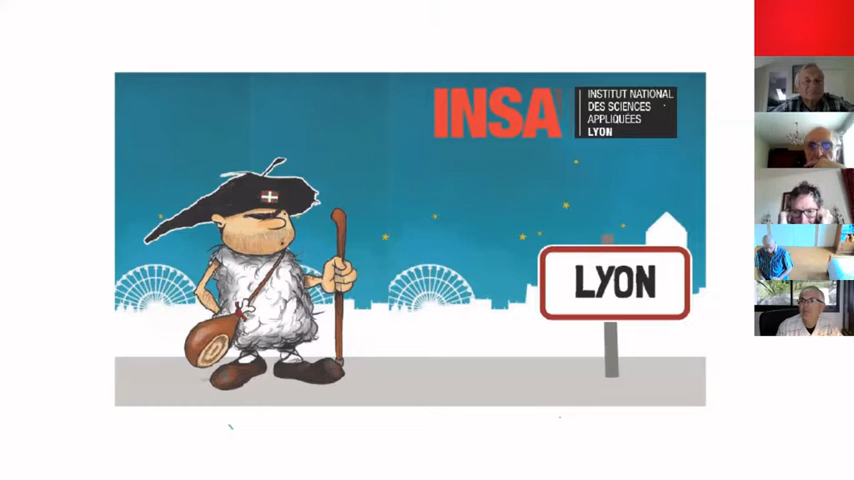 INSA
INSTITUT NATIONAL
DES SCIENCES
APPLIQUÉES
LYON
LYON